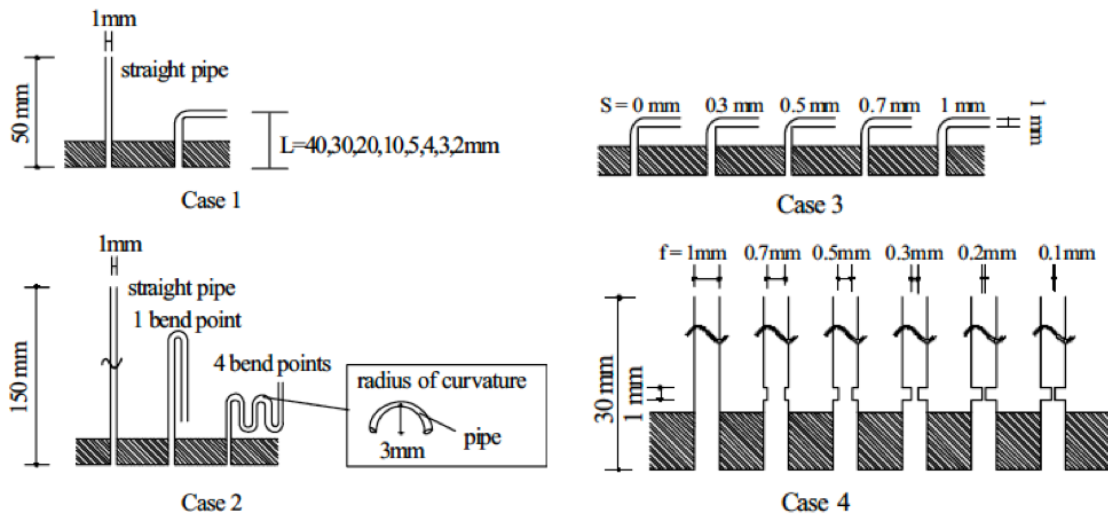 1mm
straight pipe
50 mm
L=40,30,20,10,5,4,3,2mm
Case 1
1mm
straight pipe
1 bend point
4 bend points
150 mm
radius of curvature
pipe
3mm
Case 2
S = 0 mm 0.3 mm 0.5 mm 0.7 mm 1 mm
1 mm
Case 3
f = 1mm 0.7mm 0.5mm 0.3mm 0.2mm 0.1mm
30 mm
1 mm
Case 4